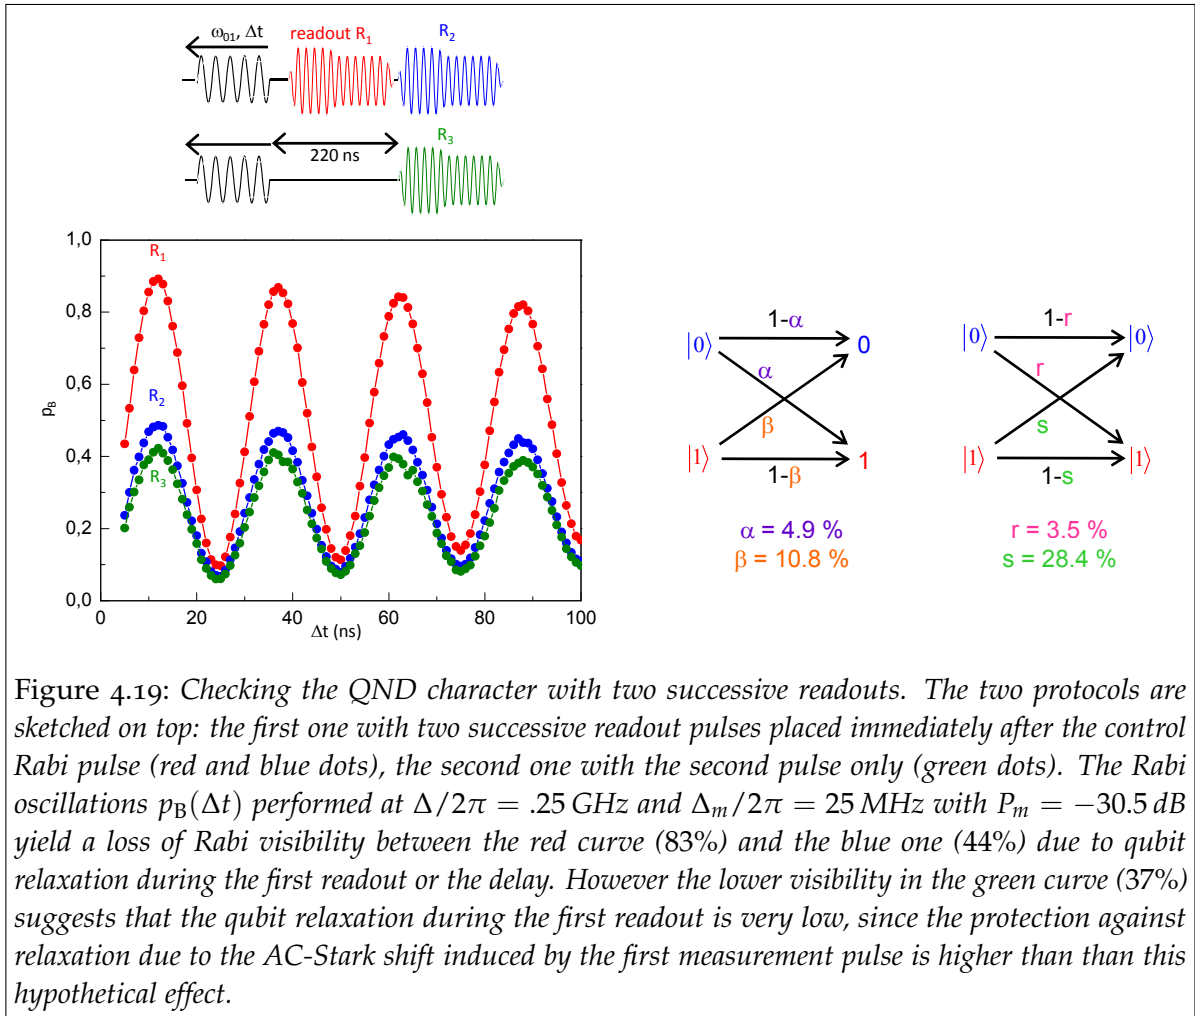 ω01, Δt readout R1 R2
R3
220 ns
1,0
0,8
0,6
0,4
0,2
0,0
pB
R1
R2
R3
0 20 40 60 80 100
Δt (ns)
1-α
|0⟩ 0
α
β
|1⟩ 1
1-β
α = 4.9 %
β = 10.8 %
1-r
|0⟩ |0⟩
r
s
|1⟩ |1⟩
1-s
r = 3.5 %
s = 28.4 %
Figure 4.19: Checking the QND character with two successive readouts. The two protocols are
sketched on top: the first one with two successive readout pulses placed immediately after the control
Rabi pulse (red and blue dots), the second one with the second pulse only (green dots). The Rabi
oscillations pB(Δt) performed at Δ/2π = .25 GHz and Δm/2π = 25 MHz with Pm = −30.5 dB
yield a loss of Rabi visibility between the red curve (83%) and the blue one (44%) due to qubit
relaxation during the first readout or the delay. However the lower visibility in the green curve (37%)
suggests that the qubit relaxation during the first readout is very low, since the protection against
relaxation due to the AC-Stark shift induced by the first measurement pulse is higher than than this
hypothetical effect.